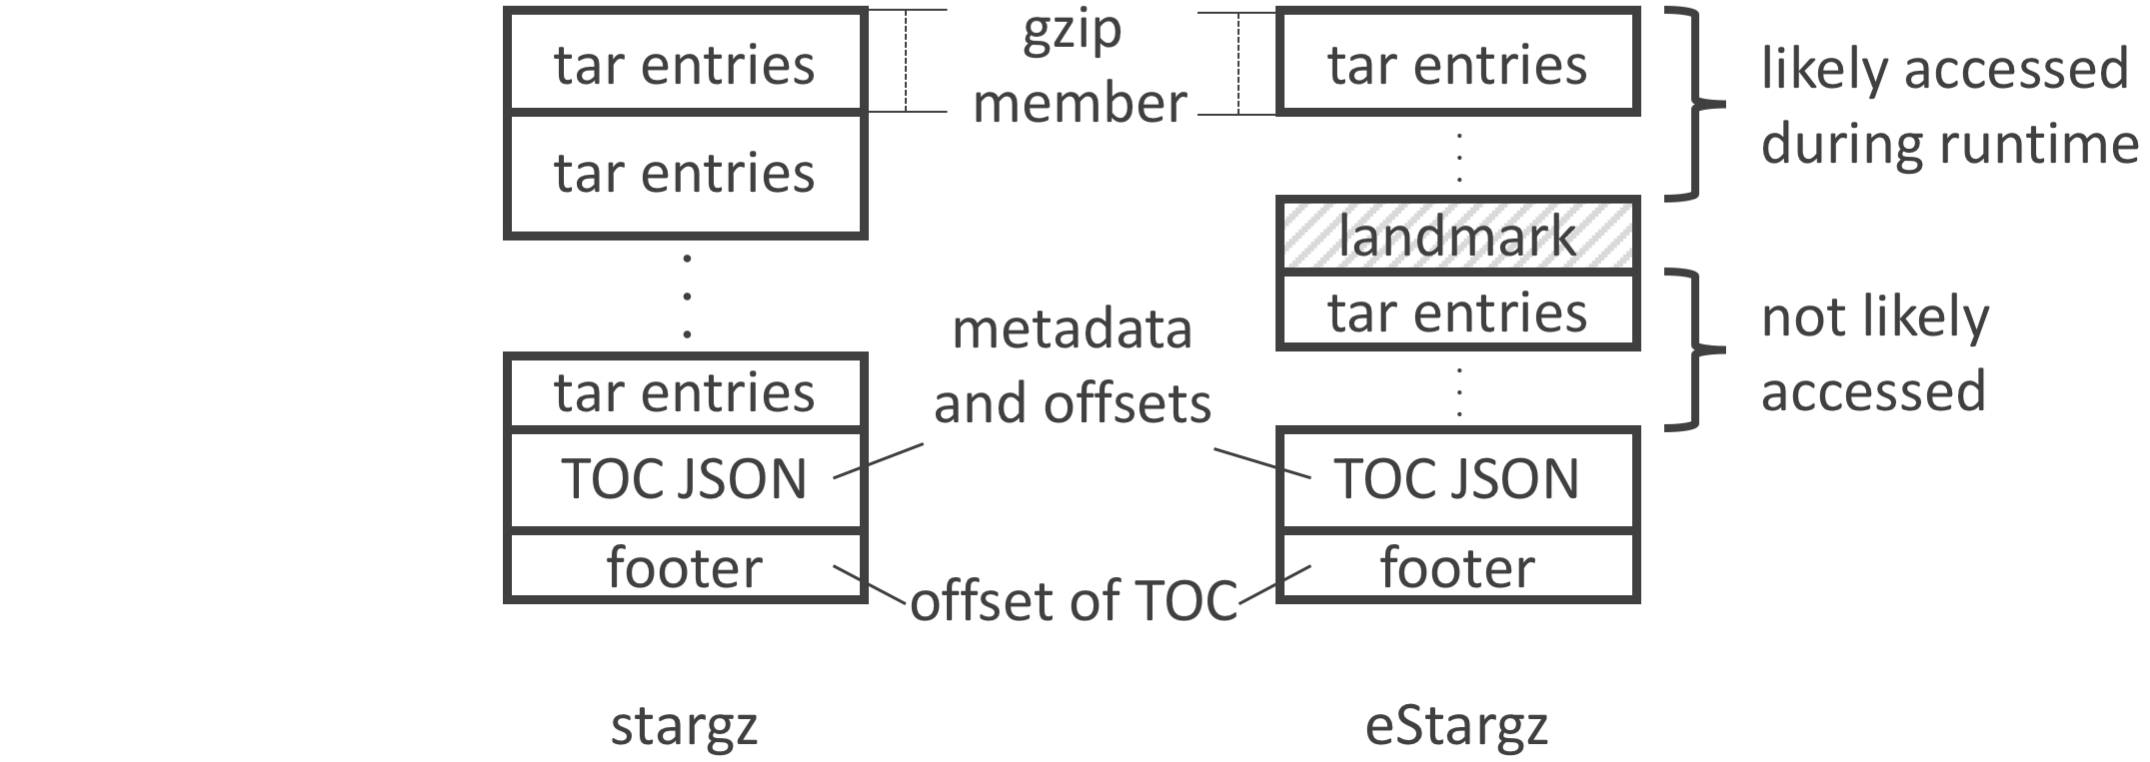 tar entries
tar entries
tar entries
TOC JSON
footer
stargz
gzip
member
metadata
and offsets
offset of TOC
tar entries
landmark
tar entries
TOC JSON
footer
eStargz
likely accessed
during runtime
not likely
accessed